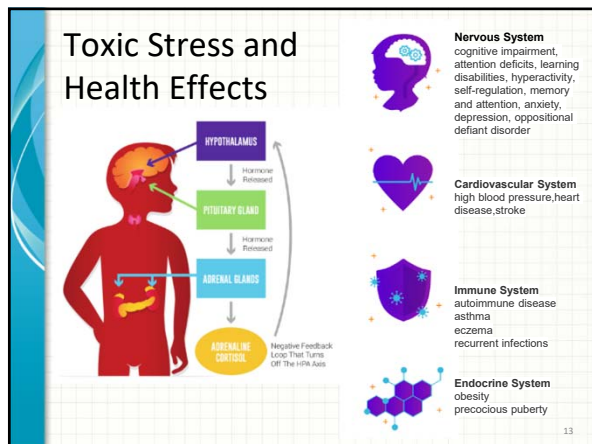 Toxic Stress and
Health Effects
HYPOTHALAMUS
Hormone
Released
PITUITARY GLAND
Hormone
Released
ADRENAL GLANDS
ADRENALINE
CORTISOL
Negative Feedback
Loop That Turns
Off The HPA Axis
Nervous System
cognitive impairment,
attention deficits, learning
disabilities, hyperactivity,
self-regulation, memory
and attention, anxiety,
depression, oppositional
defiant disorder
Cardiovascular System
high blood pressure,heart
disease,stroke
Immune System
autoimmune disease
asthma
eczema
recurrent infections
Endocrine System
obesity
precocious puberty
13